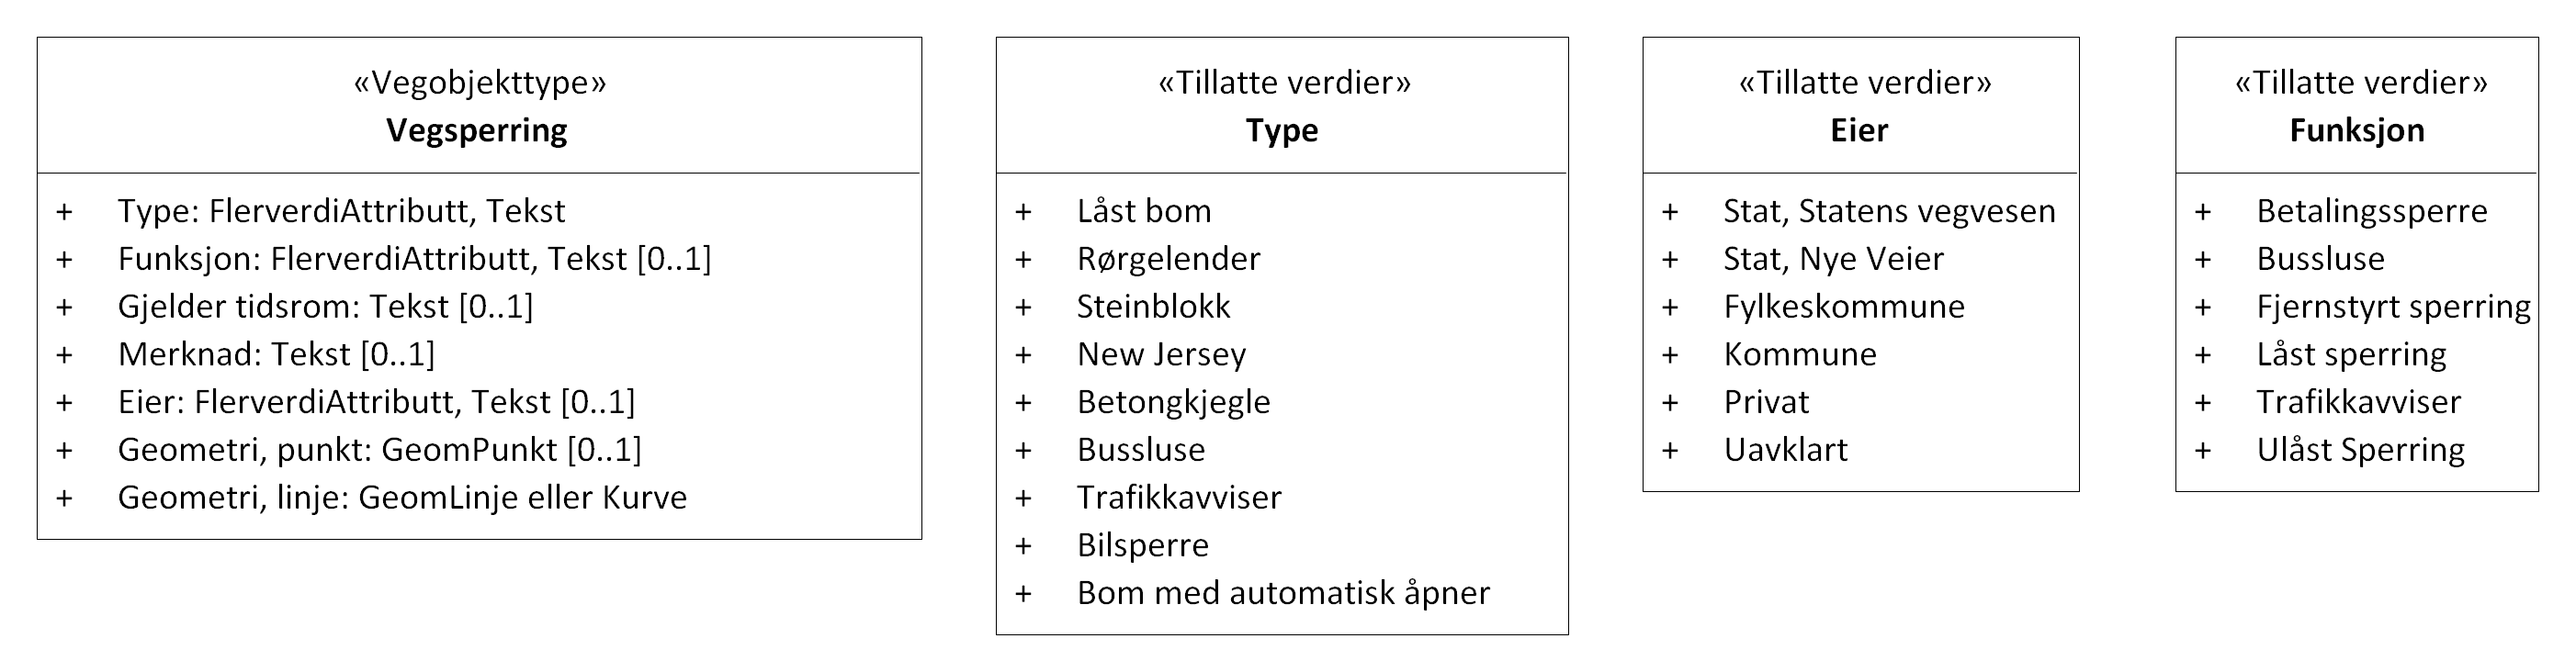 «Vegobjekttype»
Vegsperring
+ Type: FlerverdiAttributt, Tekst
+ Funksjon: FlerverdiAttributt, Tekst [0..1]
+ Gjelder tidsrom: Tekst [0..1]
+ Merknad: Tekst [0..1]
+ Eier: FlerverdiAttributt, Tekst [0..1]
+ Geometri, punkt: GeomPunkt [0..1]
+ Geometri, linje: GeomLinje eller Kurve
«Tillatte verdier»
Type
+ Låst bom
+ Rørgelender
+ Steinblokk
+ New Jersey
+ Betongkjegle
+ Bussluse
+ Trafikkavviser
+ Bilsperre
+ Bom med automatisk åpner
«Tillatte verdier»
Eier
+ Stat, Statens vegvesen
+ Stat, Nye Veier
+ Fylkeskommune
+ Kommune
+ Privat
+ Uavklart
«Tillatte verdier»
Funksjon
+ Betalingssperre
+ Bussluse
+ Fjernstyrt sperring
+ Låst sperring
+ Trafikkavviser
+ Ulåst Sperring